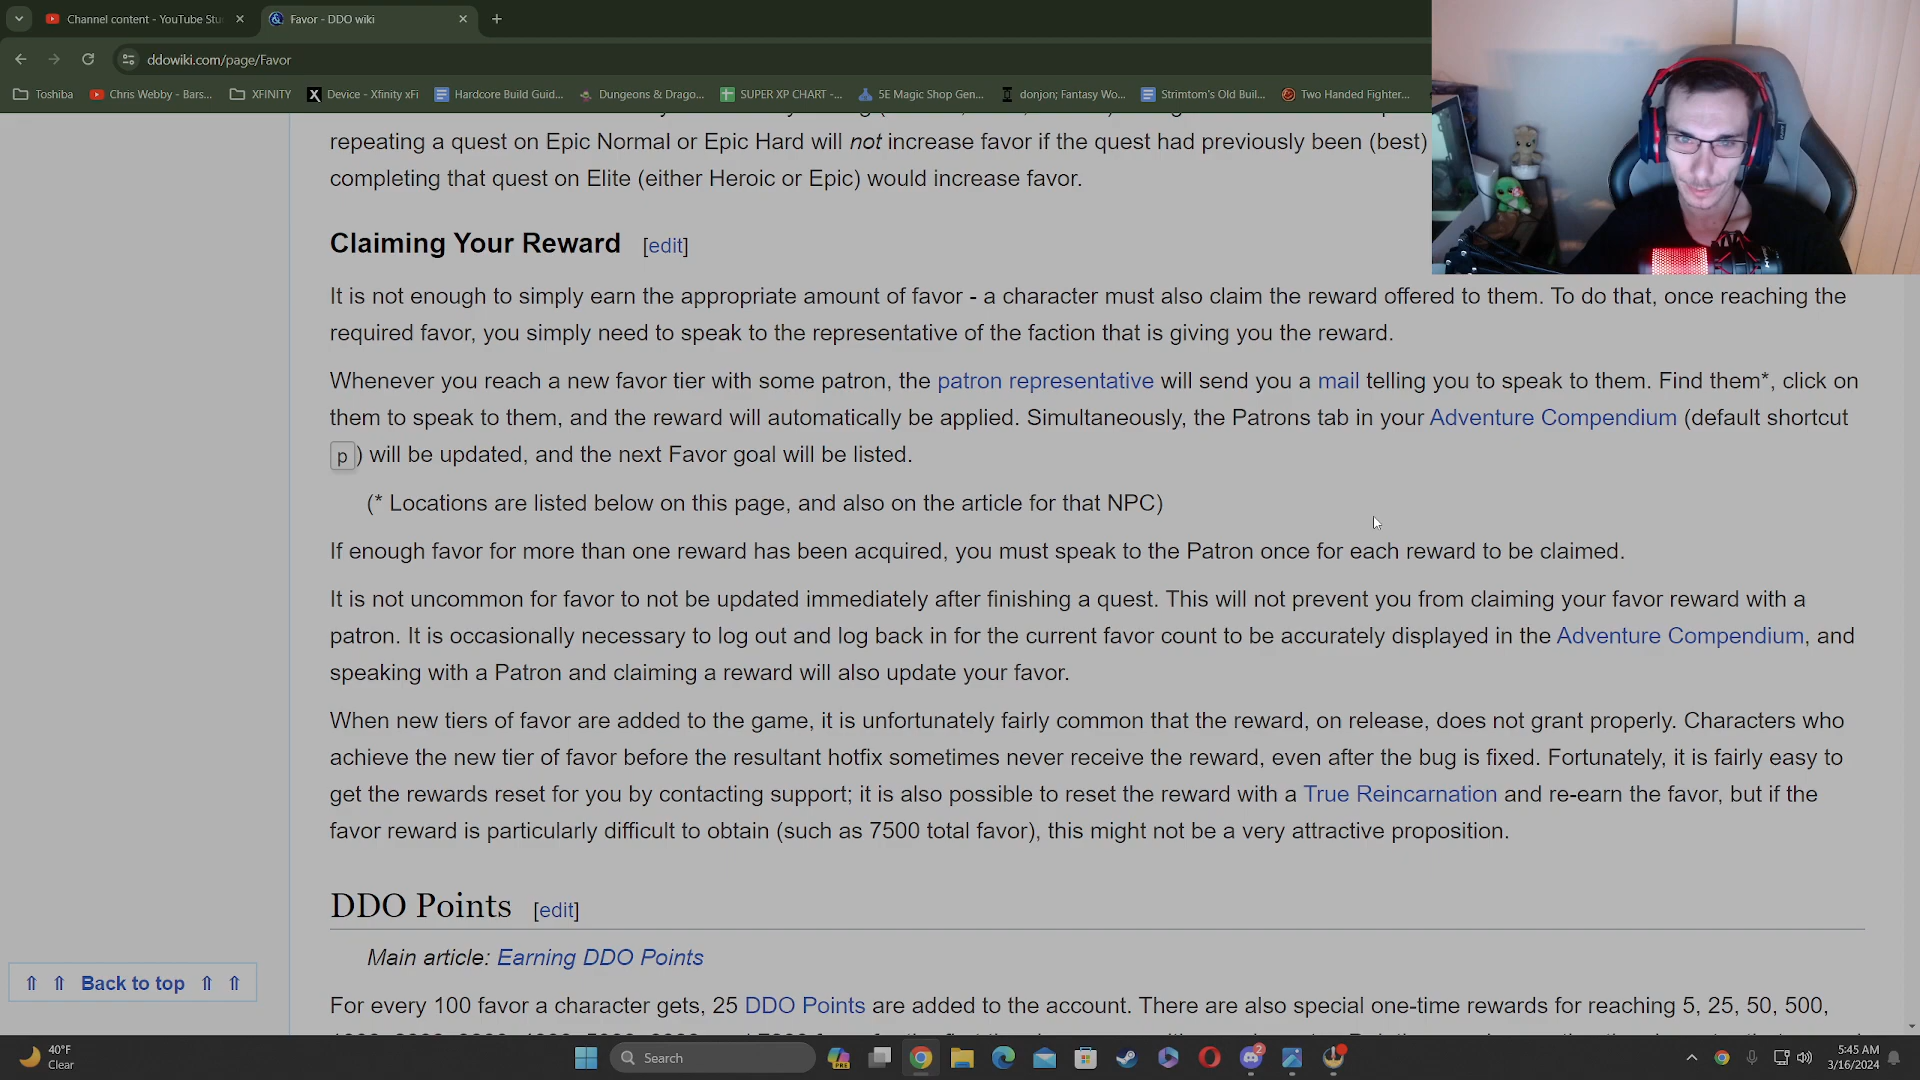 Channel content - YouTube Stu
Favor - DDO wiki
ddowiki.com/page/Favor
Toshiba
Chris Webby - Bars...
XFINITY
Device - Xfinity xFi
Hardcore Build Guid...
Dungeons & Drago...
SUPER XP CHART -...
5E Magic Shop Gen...
donjon; Fantasy Wo...
Strimtom's Old Buil...
Two Handed Fighter...
repeating a quest on Epic Normal or Epic Hard will not increase favor if the quest had previously been (best)
completing that quest on Elite (either Heroic or Epic) would increase favor.
Claiming Your Reward [edit]
It is not enough to simply earn the appropriate amount of favor - a character must also claim the reward offered to them. To do that, once reaching the
required favor, you simply need to speak to the representative of the faction that is giving you the reward.
Whenever you reach a new favor tier with some patron, the patron representative will send you a mail telling you to speak to them. Find them*, click on
them to speak to them, and the reward will automatically be applied. Simultaneously, the Patrons tab in your Adventure Compendium (default shortcut
p) will be updated, and the next Favor goal will be listed.
(* Locations are listed below on this page, and also on the article for that NPC)
If enough favor for more than one reward has been acquired, you must speak to the Patron once for each reward to be claimed.
It is not uncommon for favor to not be updated immediately after finishing a quest. This will not prevent you from claiming your favor reward with a
patron. It is occasionally necessary to log out and log back in for the current favor count to be accurately displayed in the Adventure Compendium, and
speaking with a Patron and claiming a reward will also update your favor.
When new tiers of favor are added to the game, it is unfortunately fairly common that the reward, on release, does not grant properly. Characters who
achieve the new tier of favor before the resultant hotfix sometimes never receive the reward, even after the bug is fixed. Fortunately, it is fairly easy to
get the rewards reset for you by contacting support; it is also possible to reset the reward with a True Reincarnation and re-earn the favor, but if the
favor reward is particularly difficult to obtain (such as 7500 total favor), this might not be a very attractive proposition.
DDO Points [edit]
Main article: Earning DDO Points
⇑ ⇑ Back to top ⇑ ⇑
For every 100 favor a character gets, 25 DDO Points are added to the account. There are also special one-time rewards for reaching 5, 25, 50, 500,
40°F
Clear
Search
PRE
2
5:45 AM
3/16/2024